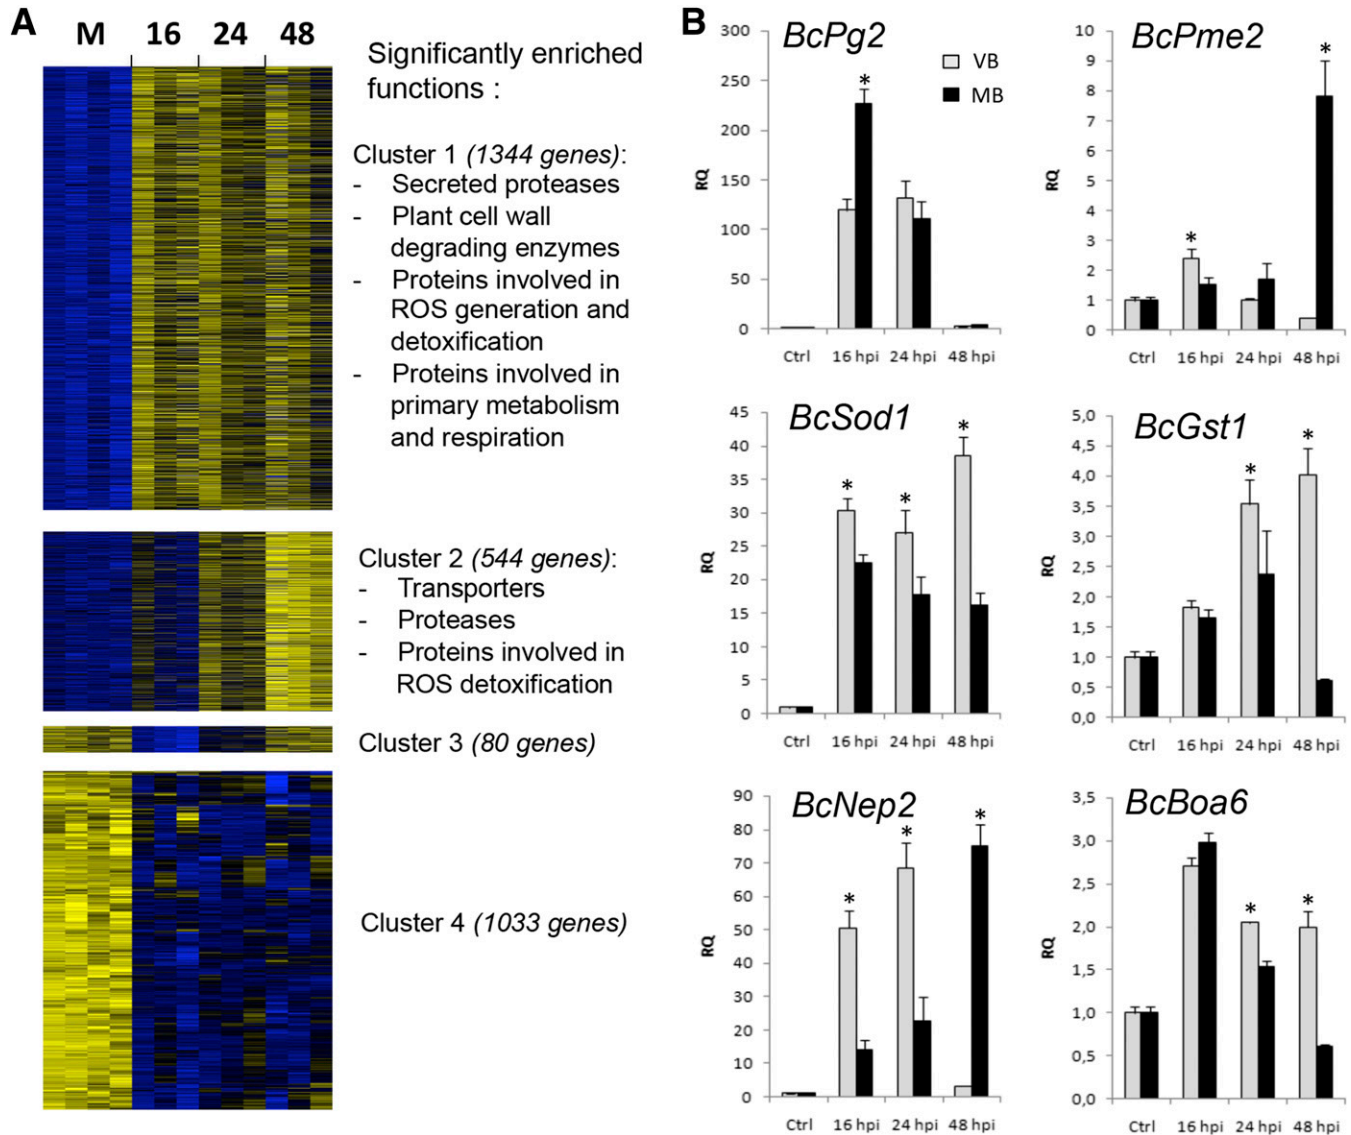 A
M 16 24 48
Significantly enriched
functions :
Cluster 1 (1344 genes):
- Secreted proteases
- Plant cell wall
degrading enzymes
- Proteins involved in
ROS generation and
detoxification
- Proteins involved in
primary metabolism
and respiration
Cluster 2 (544 genes):
- Transporters
- Proteases
- Proteins involved in
ROS detoxification
Cluster 3 (80 genes)
Cluster 4 (1033 genes)
B
BcPg2
VB
MB
300
250
200
150
100
50
0
RQ
*
Ctrl 16 hpi 24 hpi 48 hpi
BcPme2
10
9
8
7
6
5
4
3
2
1
0
RQ
* *
Ctrl 16 hpi 24 hpi 48 hpi
BcSod1
45
40
35
30
25
20
15
10
5
0
RQ
* * *
Ctrl 16 hpi 24 hpi 48 hpi
BcGst1
5,0
4,5
4,0
3,5
3,0
2,5
2,0
1,5
1,0
0,5
0,0
RQ
* *
Ctrl 16 hpi 24 hpi 48 hpi
BcNep2
90
80
70
60
50
40
30
20
10
0
RQ
* * *
Ctrl 16 hpi 24 hpi 48 hpi
BcBoa6
3,5
3,0
2,5
2,0
1,5
1,0
0,5
0,0
RQ
* *
Ctrl 16 hpi 24 hpi 48 hpi